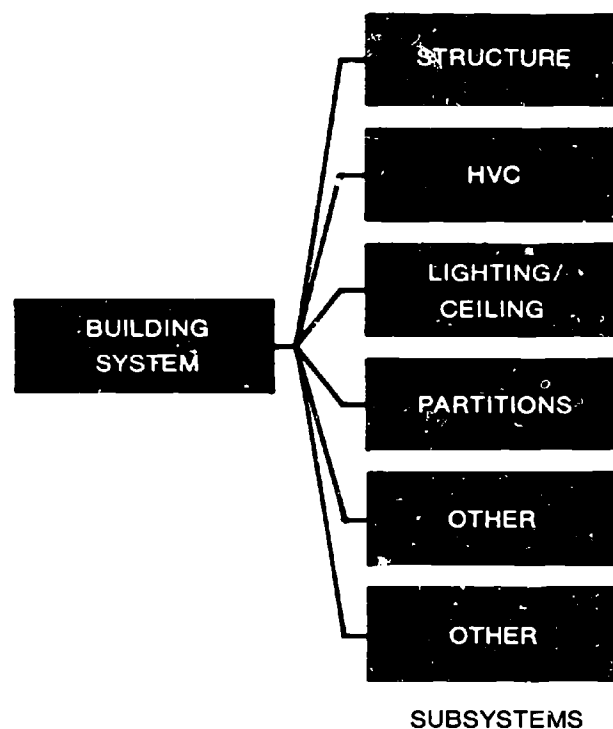 STRUCTURE
HVC
LIGHTING/
CEILING
BUILDING
SYSTEM
PARTITIONS
OTHER
OTHER
SUBSYSTEMS